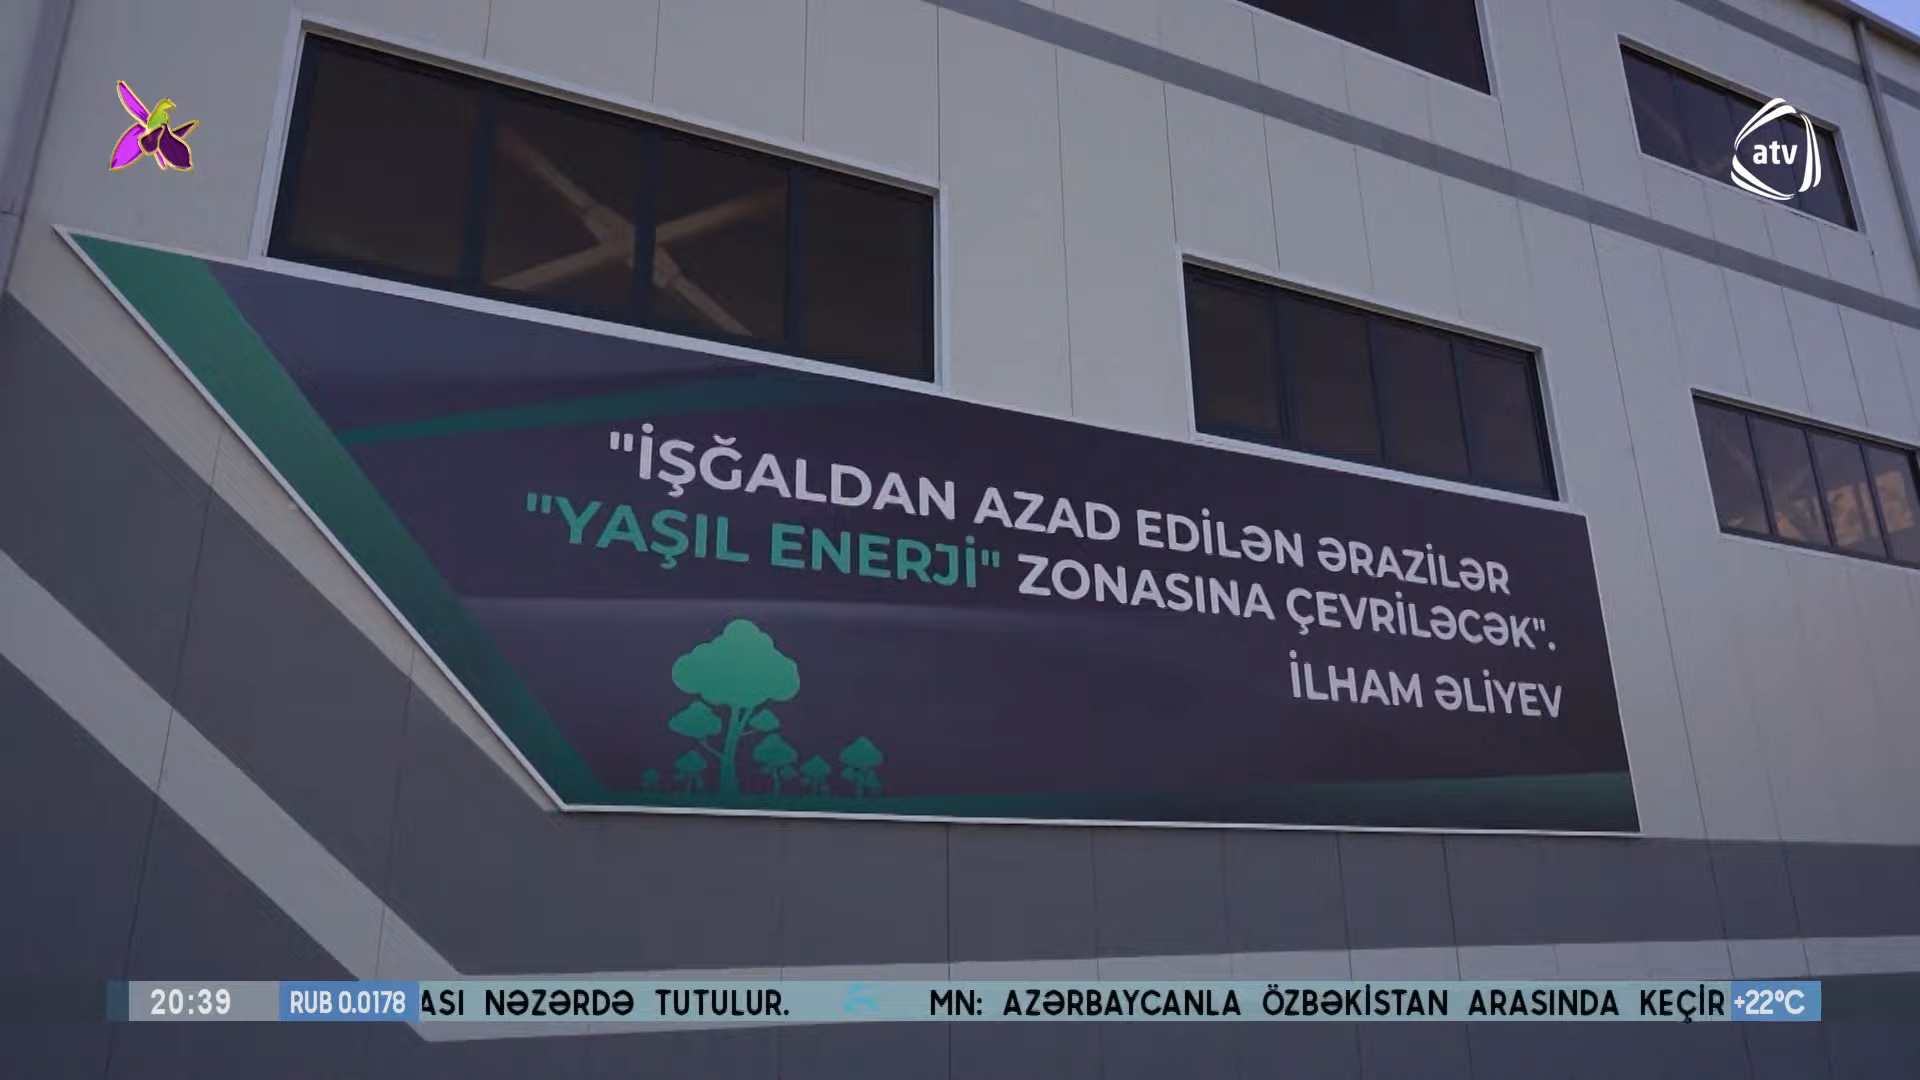 atv
"İŞĞALDAN AZAD EDİLƏN ƏRAZİLƏR
"YAŞIL ENERJİ" ZONASINA ÇEVRİLƏCƏK".
İLHAM ƏLİYEV
20:39 RUB 0.0178 ASI NƏZƏRDƏ TUTULUR. MN: AZƏRBAYCANLA ÖZBƏKİSTAN ARASINDA KEÇİR +22°C